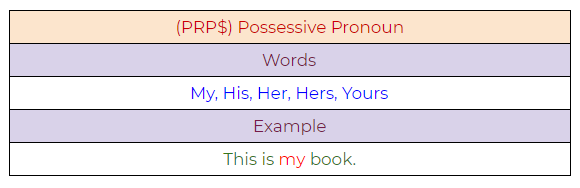 (PRP$) Possessive Pronoun
Words
My, His, Her, Hers, Yours
Example
This is my book.